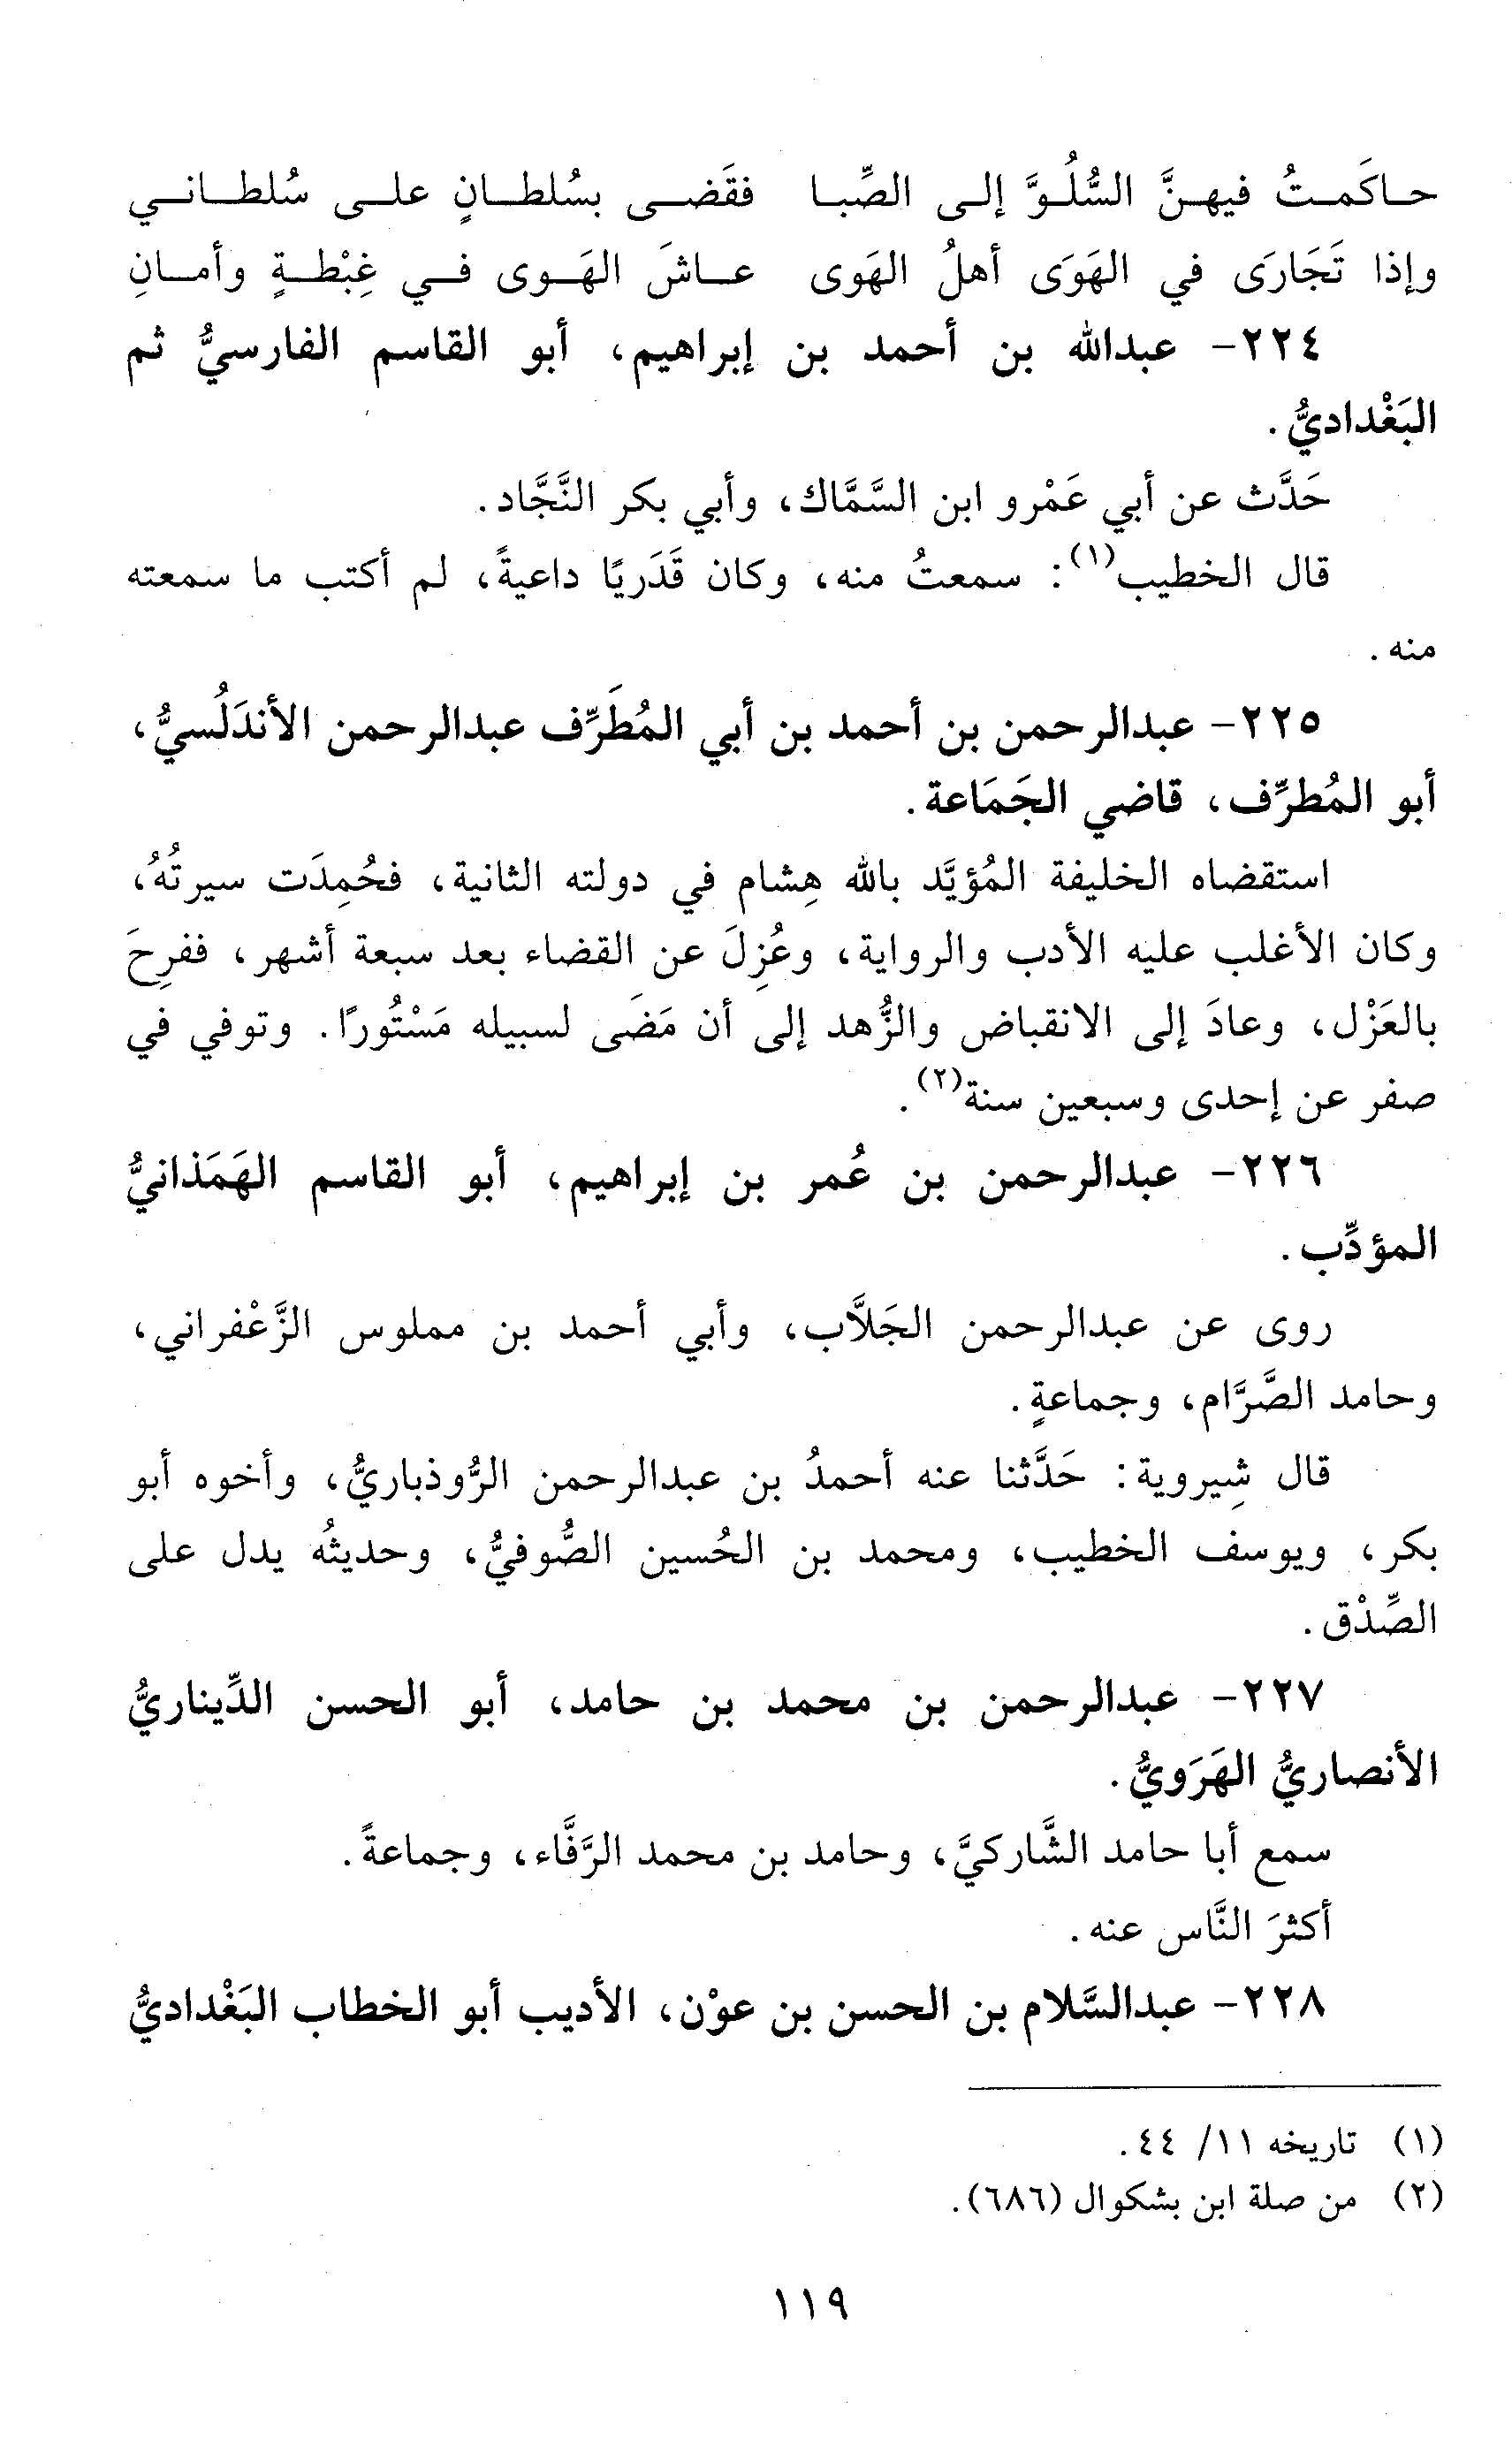 حاكَمتُ فيهنَّ السُّلُوَّ إلى الصِّبا فقَضى بسُلطانٍ على سُلطاني
وإذا تَجَارَى في الهَوَى أهلُ الهَوى عاشَ الهَوى في غِبْطةٍ وأمانِ
٢٢٤- عبدالله بن أحمد بن إبراهيم، أبو القاسم الفارسيُّ ثم
البَغْداديُّ.
حَدَّث عن أبي عَمْرو ابن السَّمَّاك، وأبي بكر النَّجَّاد.
قال الخطيب(١): سمعتُ منه، وكان قَدَريًا داعيةً، لم أكتب ما سمعته
منه.
٢٢٥- عبدالرحمن بن أحمد بن أبي المُطَرِّف عبدالرحمن الأندَلُسيُّ،
أبو المُطرِّف، قاضي الجَمَاعة.
استقضاه الخليفة المُؤيَّد بالله هِشام في دولته الثانية، فحُمِدَت سيرتُهُ،
وكان الأغلب عليه الأدب والرواية، وعُزِلَ عن القضاء بعد سبعة أشهر، ففرِحَ
بالعَزْل، وعادَ إلى الانقباض والزُّهد إلى أن مَضَى لسبيله مَسْتُورًا. وتوفي في
صفر عن إحدى وسبعين سنة(٢).
٢٢٦- عبدالرحمن بن عُمر بن إبراهيم، أبو القاسم الهَمَذانيُّ
المؤدِّب.
روى عن عبدالرحمن الجَلاَّب، وأبي أحمد بن مملوس الزَّعْفراني،
وحامد الصَّرَّام، وجماعةٍ.
قال شِيروية: حَدَّثنا عنه أحمدُ بن عبدالرحمن الرُّوذباريُّ، وأخوه أبو
بكر، ويوسف الخطيب، ومحمد بن الحُسين الصُّوفيُّ، وحديثُه يدل على
الصِّدْق.
٢٢٧- عبدالرحمن بن محمد بن حامد، أبو الحسن الدِّيناريُّ
الأنصاريُّ الهَرَويُّ.
سمع أبا حامد الشَّاركيَّ، وحامد بن محمد الرَّفَّاء، وجماعةً.
أكثرَ النَّاس عنه.
٢٢٨- عبدالسَّلام بن الحسن بن عوْن، الأديب أبو الخطاب البَغْداديُّ
(١) تاريخه ١١/ ٤٤.
(٢) من صلة ابن بشكوال (٦٨٦).
١١٩